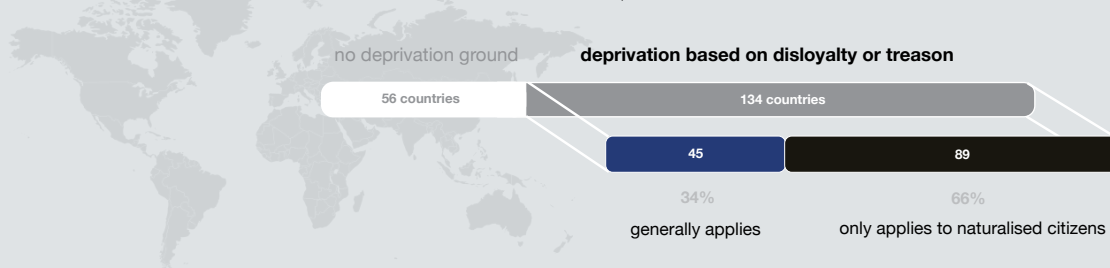 no deprivation ground
deprivation based on disloyalty or treason
56 countries
134 countries
45
89
34%
66%
generally applies
only applies to naturalised citizens